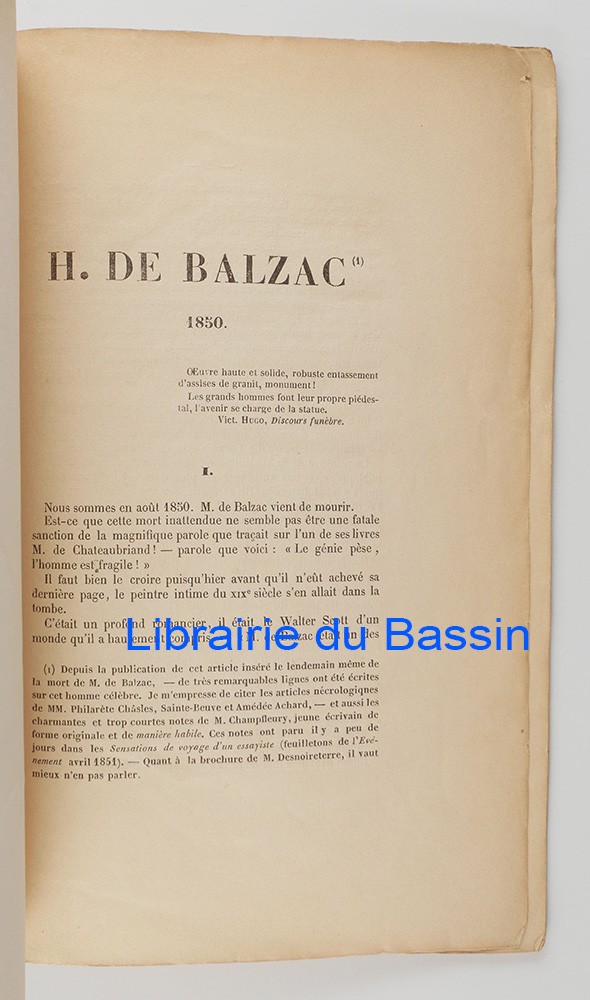 H. DE BALZAC (1)
1850.
OEuvre haute et solide, robuste entassement
d'assises de granit, monument!
Les grands hommes font leur propre piédes-
tal, l'avenir se charge de la statue.
Vict. HUGO, Discours funèbre.
I.
Nous sommes en août 1850. M. de Balzac vient de mourir.
Est-ce que cette mort inattendue ne semble pas être une fatale
sanction de la magnifique parole que traçait sur l'un de ses livres
M. de Chateaubriand! — parole que voici : « Le génie pèse,
l'homme est fragile! »
Il faut bien le croire puisqu'hier avant qu'il n'eût achevé sa
dernière page, le peintre intime du XIXe siècle s'en allait dans la
tombe.
C'était un profond romancier, il était le Walter Scott d'un
monde qu'il a hautement compris M. de Balzac était un des
Librairie du Bassin
(1) Depuis la publication de cet article inséré le lendemain même de
la mort de M. de Balzac, — de très remarquables lignes ont été écrites
sur cet homme célèbre. Je m'empresse de citer les articles nécrologiques
de MM. Philarète Châsles, Sainte-Beuve et Amédée Achard, — et aussi les
charmantes et trop courtes notes de M. Champfleury, jeune écrivain de
forme originale et de manière habile. Ces notes ont paru il y a peu de
jours dans les Sensations de voyage d'un essayiste (feuilletons de l'Evé-
nement avril 1851). — Quant à la brochure de M. Desnoireterre, il vaut
mieux n'en pas parler.